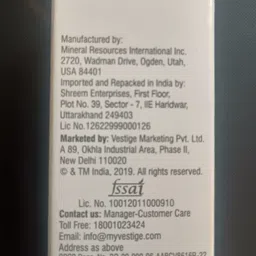 Manufactured by:
Mineral Resources International Inc.
2720, Wadman Drive, Ogden, Utah,
USA 84401
Imported and Repacked in India by:
Shreem Enterprises, First Floor,
Plot No. 39, Sector - 7, IIE Haridwar,
Uttarakhand 249403
Lic No.12622999000126
Marketed by: Vestige Marketing Pvt. Ltd.
A 89, Okhla Industrial Area, Phase II,
New Delhi 110020
© & TM India, 2019. All rights reserved.
fssai
Lic. No. 10012011000910
Contact us: Manager-Customer Care
Toll Free: 18001023424
Email: info@myvestige.com
Address as above